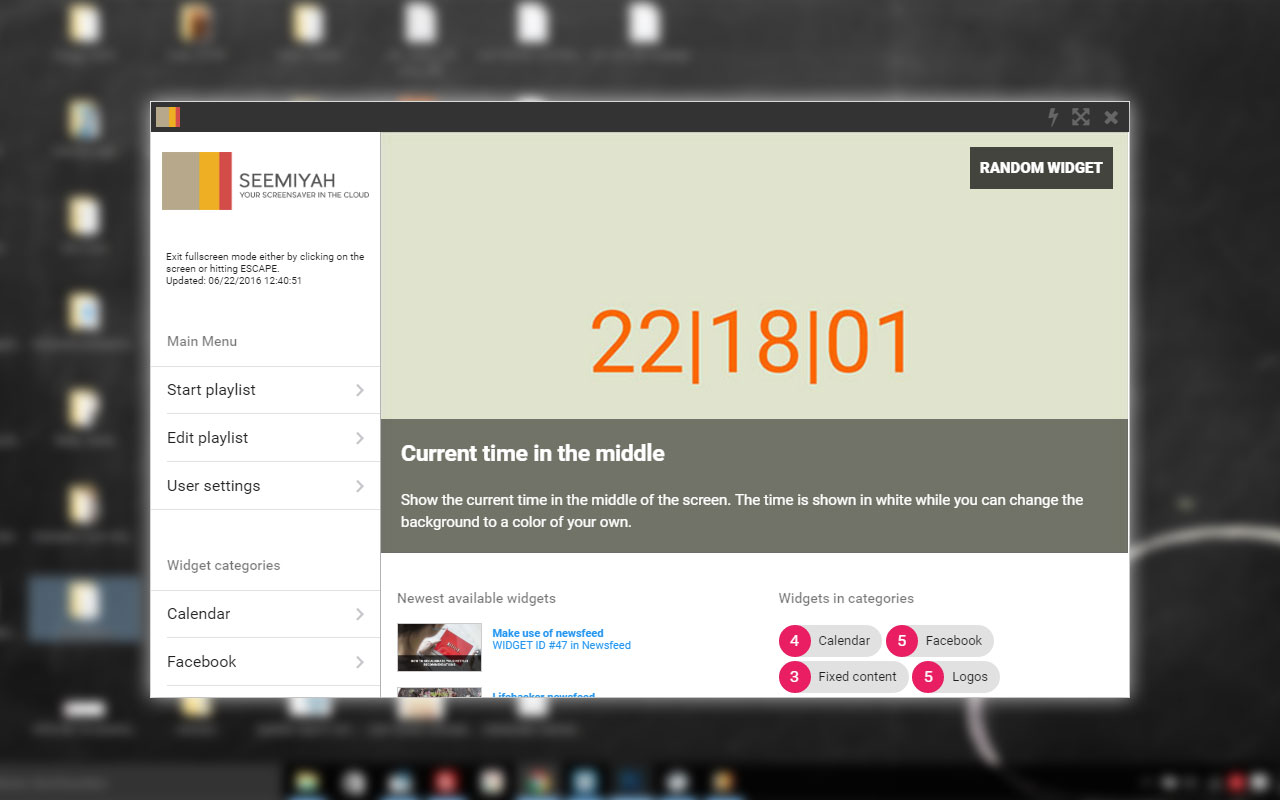 SEEMIYAH
YOUR SCREENSAVER IN THE CLOUD
Exit fullscreen mode either by clicking on the
screen or hitting ESCAPE.
Updated: 06/22/2016 12:40:51
Main Menu
Start playlist
Edit playlist
User settings
Widget categories
Calendar
Facebook
RANDOM WIDGET
22|18|01
Current time in the middle
Show the current time in the middle of the screen. The time is shown in white while you can change the
background to a color of your own.
Newest available widgets
Make use of newsfeed
WIDGET ID #47 in Newsfeed
Lifehacker newsfeed
Widgets in categories
4 Calendar
5 Facebook
3 Fixed content
5 Logos